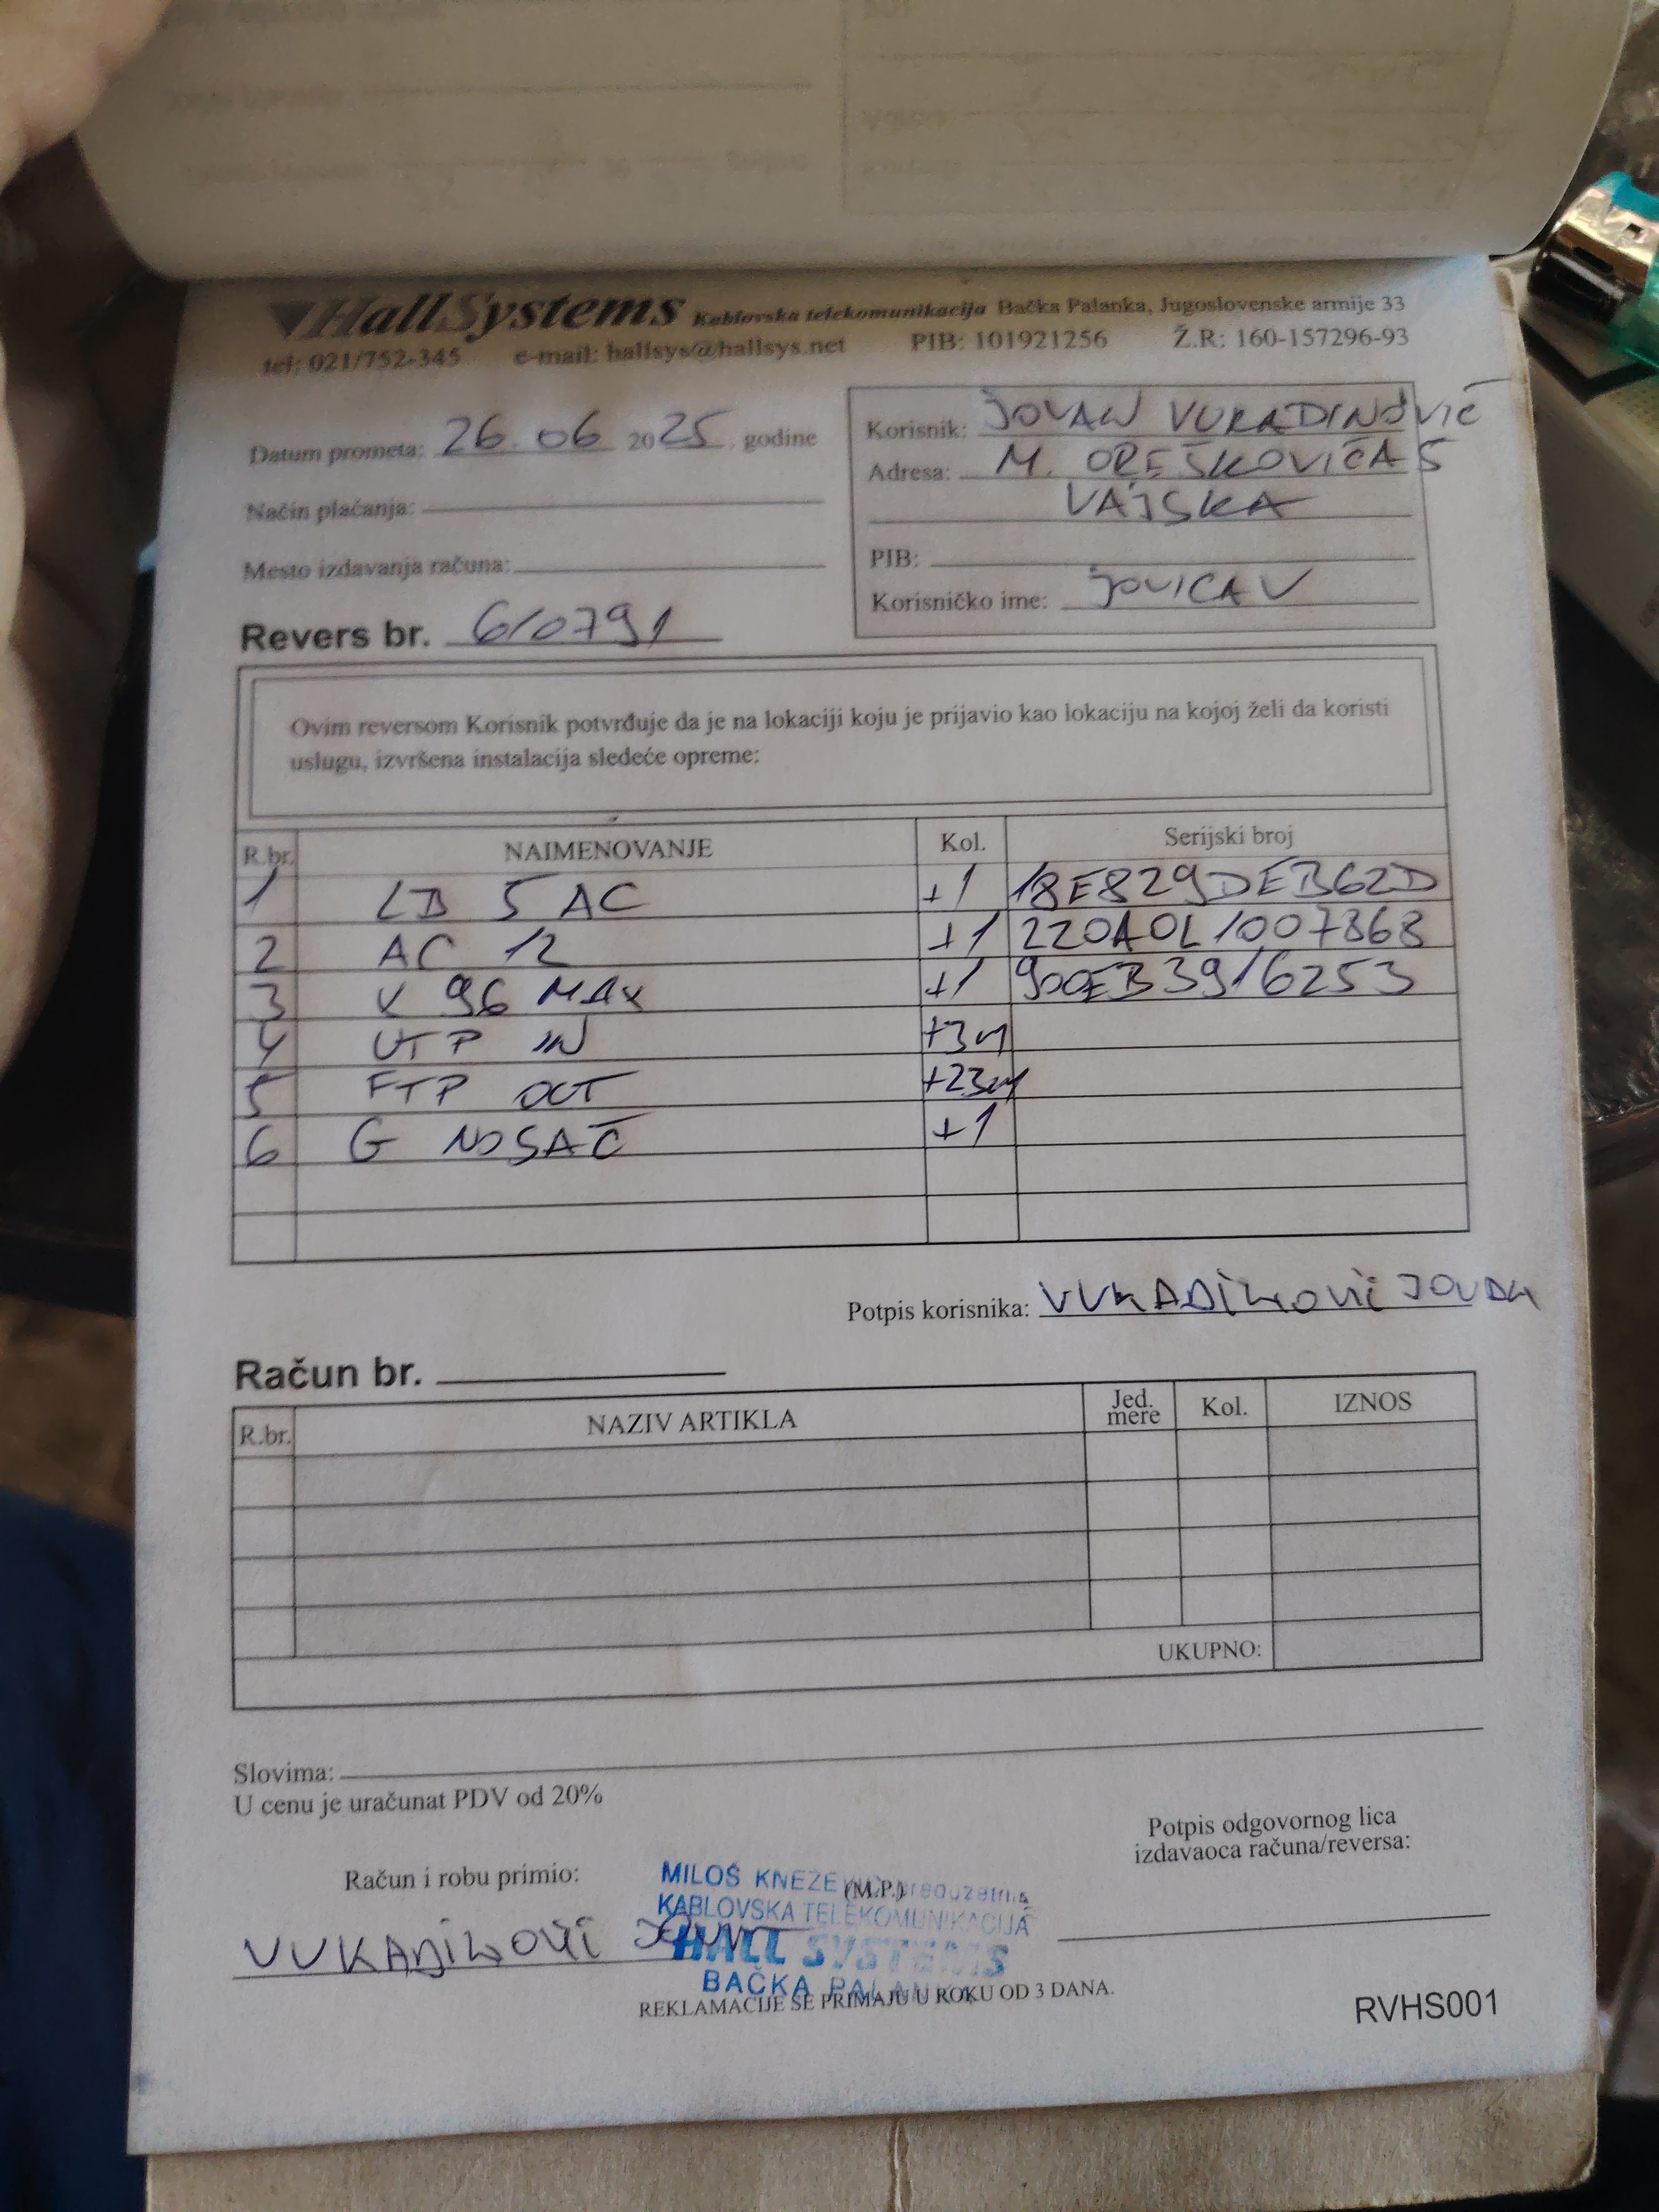 HallSystems Kablovska telekomunikacija Bačka Palanka, Jugoslovenske armije 33
tel: 021/752-345 e-mail: hallsys@hallsys.net PIB: 101921256 Ž.R: 160-157296-93
Datum prometa: 26.06 2025 godine
Način plaćanja:
Mesto izdavanja računa:
Revers br. 6/0791
Korisnik: JOVAN VUKADINOVIĆ
Adresa: M. OREŠKOVIĆA 5
VAJSKA
PIB:
Korisničko ime: JOVICAV
Ovim reversom Korisnik potvrđuje da je na lokaciji koju je prijavio kao lokaciju na kojoj želi da koristi
uslugu, izvršena instalacija sledeće opreme:
R.br. NAIMENOVANJE Kol. Serijski broj
1 LB 5 AC +1 18E829DEB62D
2 AC 12 +1 220A0L1007868
3 X 96 MAX +1 900EB3916253
4 UTP IN +3m
5 FTP OUT +23m
6 G NOSAČ +1
Potpis korisnika: VUKADINOVIĆ JOVAN
Račun br.
R.br. NAZIV ARTIKLA Jed. mere Kol. IZNOS
UKUPNO:
Slovima:
U cenu je uračunat PDV od 20%
Potpis odgovornog lica
izdavaoca računa/reversa:
Račun i robu primio:
(M.P.)
MILOŠ KNEŽEVIĆ preduzetnik
KABLOVSKA TELEKOMUNIKACIJA
VUKADINOVIĆ
HALL SYSTEMS
BAČKA PALANKA
REKLAMACIJE SE PRIMAJU U ROKU OD 3 DANA.
RVHS001